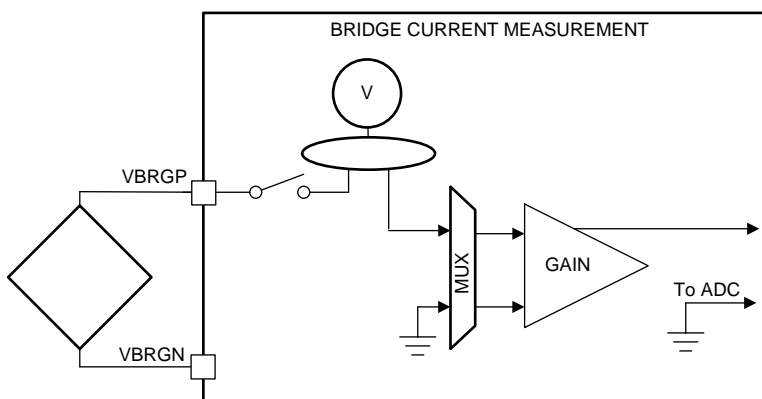 BRIDGE CURRENT MEASUREMENT
V
VBRGP
MUX
GAIN
To ADC
VBRGN